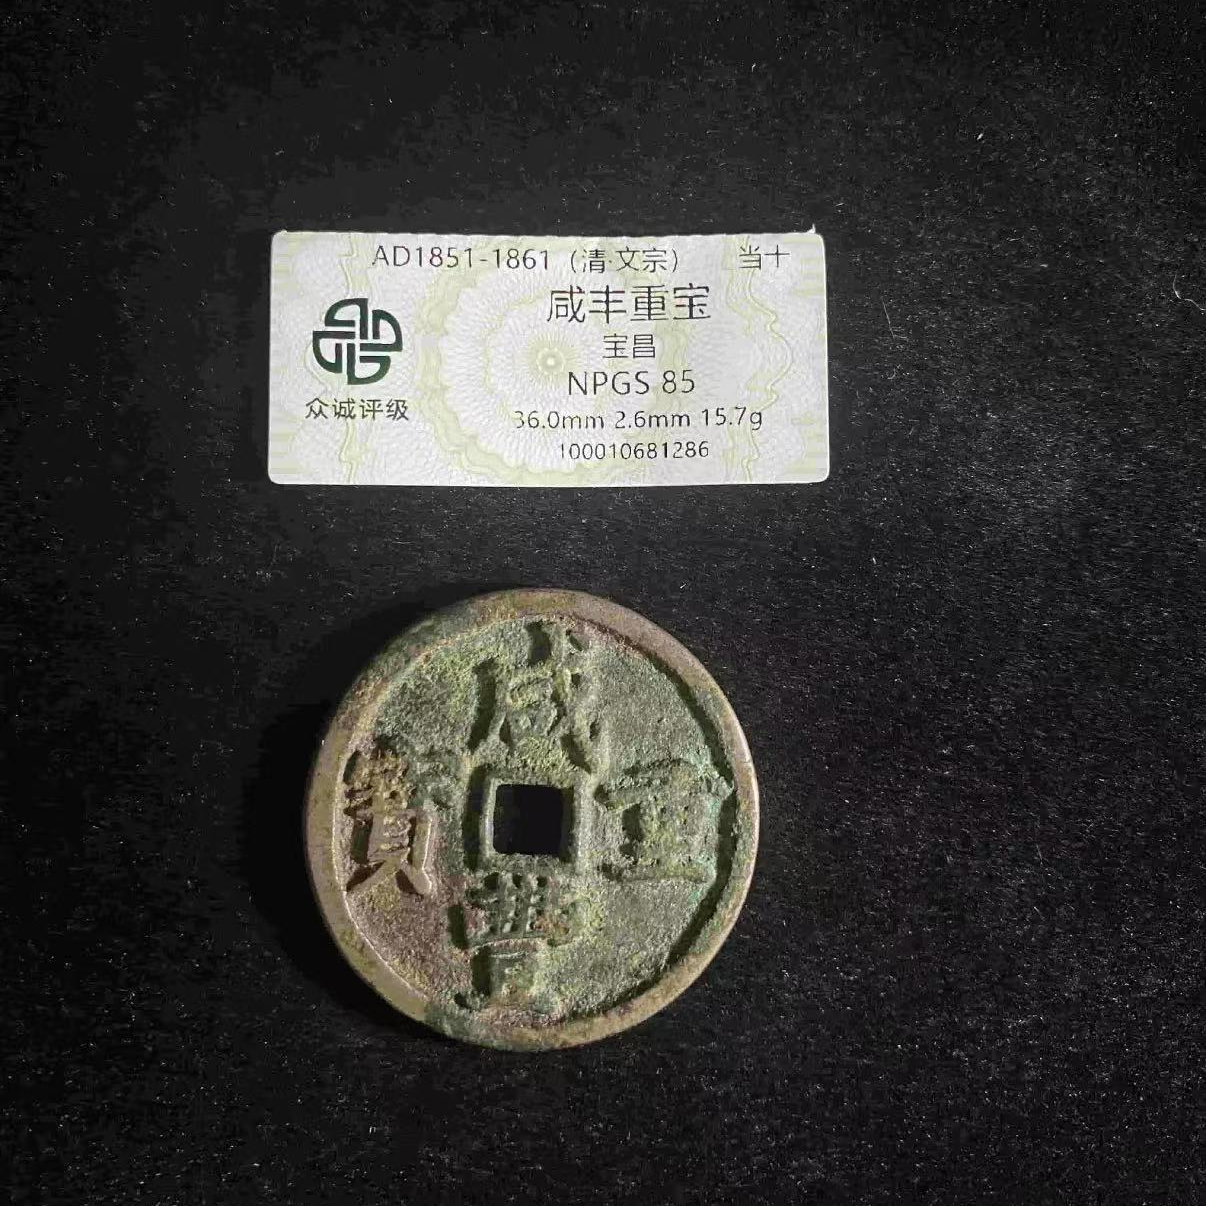 AD1851-1861（清·文宗） 当十
咸丰重宝
宝昌
NPGS 85
36.0mm 2.6mm 15.7g
100010681286
众诚评级
咸豐重寶